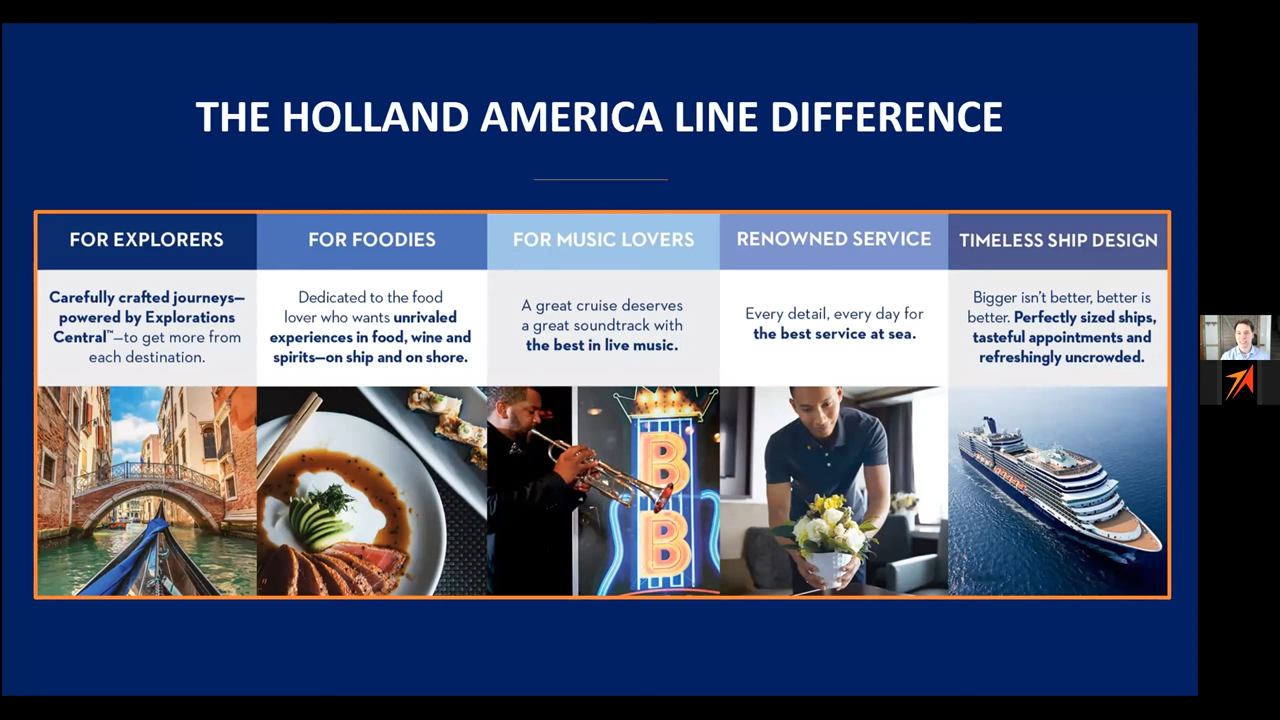 THE HOLLAND AMERICA LINE DIFFERENCE
FOR EXPLORERS
Carefully crafted journeys—
powered by Explorations
Central™—to get more from
each destination.
FOR FOODIES
Dedicated to the food
lover who wants unrivaled
experiences in food, wine and
spirits—on ship and on shore.
FOR MUSIC LOVERS
A great cruise deserves
a great soundtrack with
the best in live music.
RENOWNED SERVICE
Every detail, every day for
the best service at sea.
TIMELESS SHIP DESIGN
Bigger isn't better, better is
better. Perfectly sized ships,
tasteful appointments and
refreshingly uncrowded.
B
B